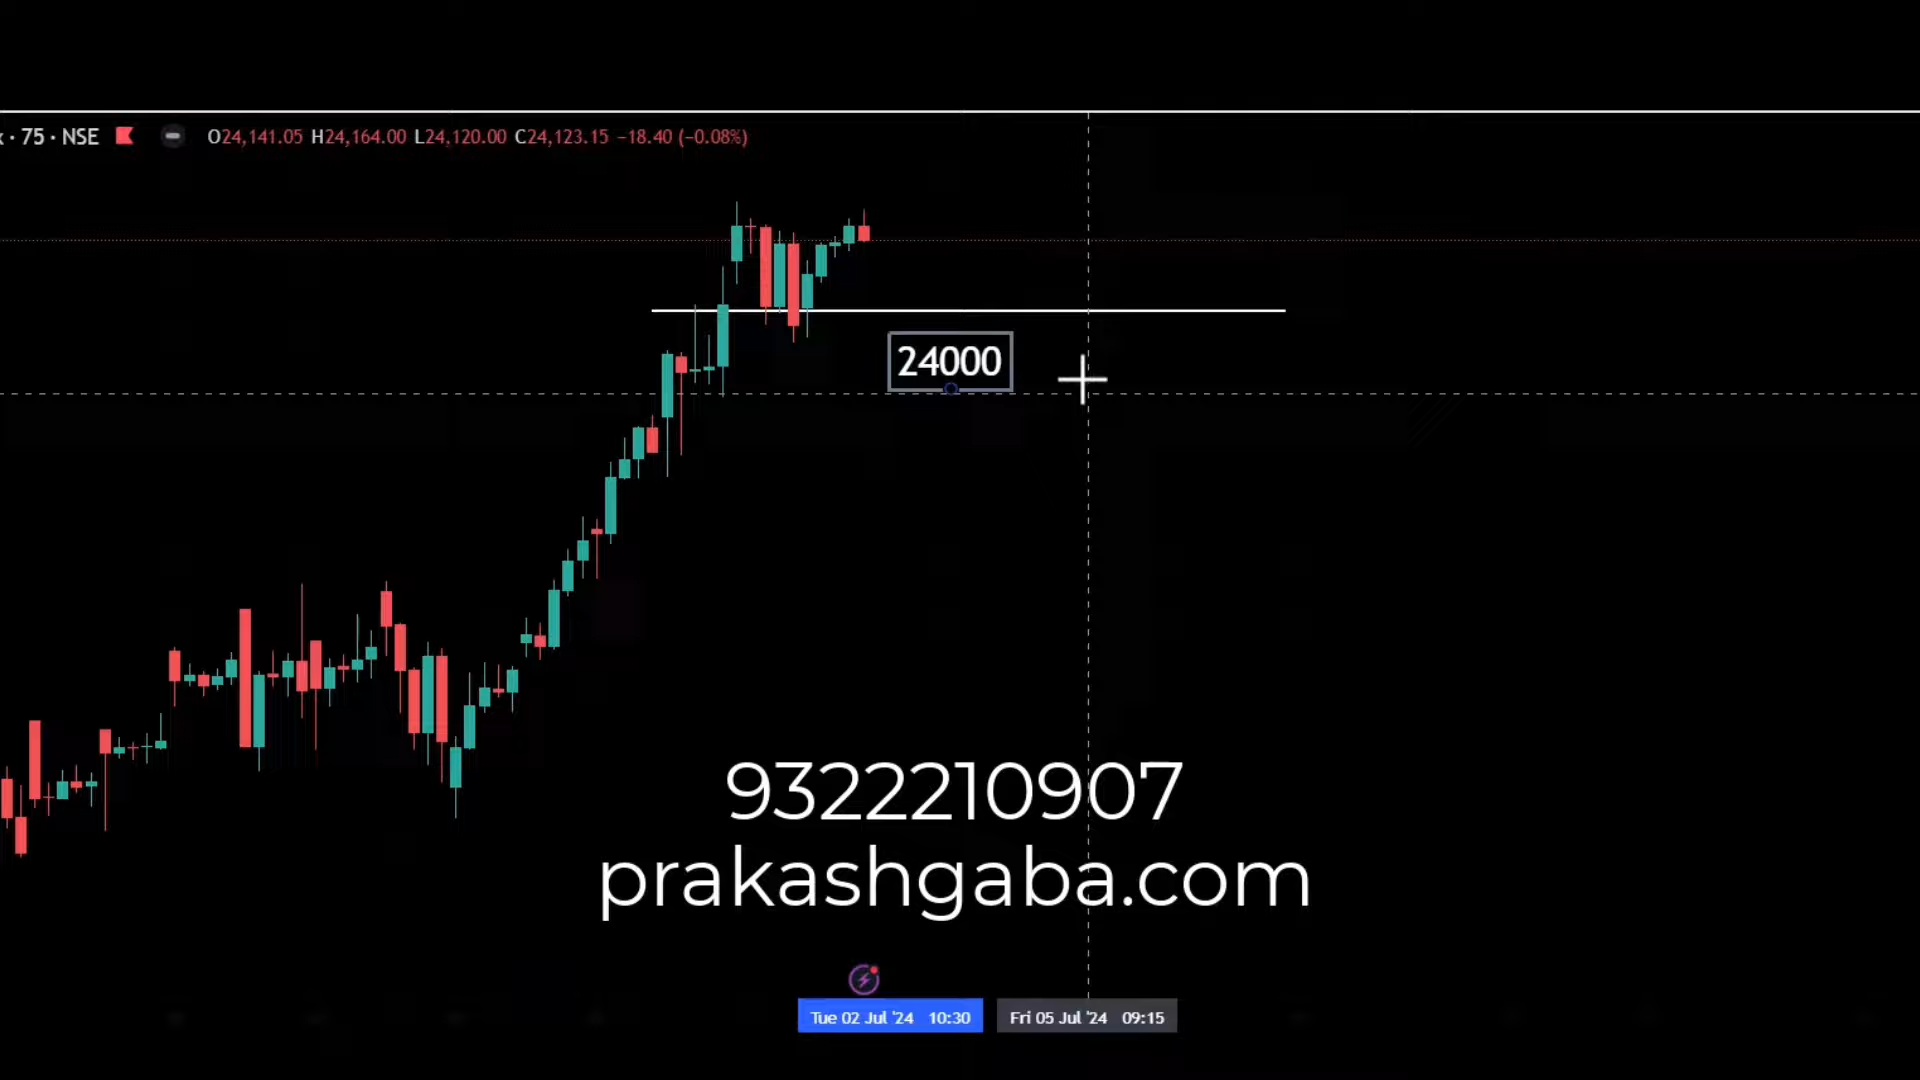 · 75 · NSE O24,141.05 H24,164.00 L24,120.00 C24,123.15 −18.40 (−0.08%)
24000
9322210907
prakashgaba.com
Tue 02 Jul '24 10:30 Fri 05 Jul '24 09:15